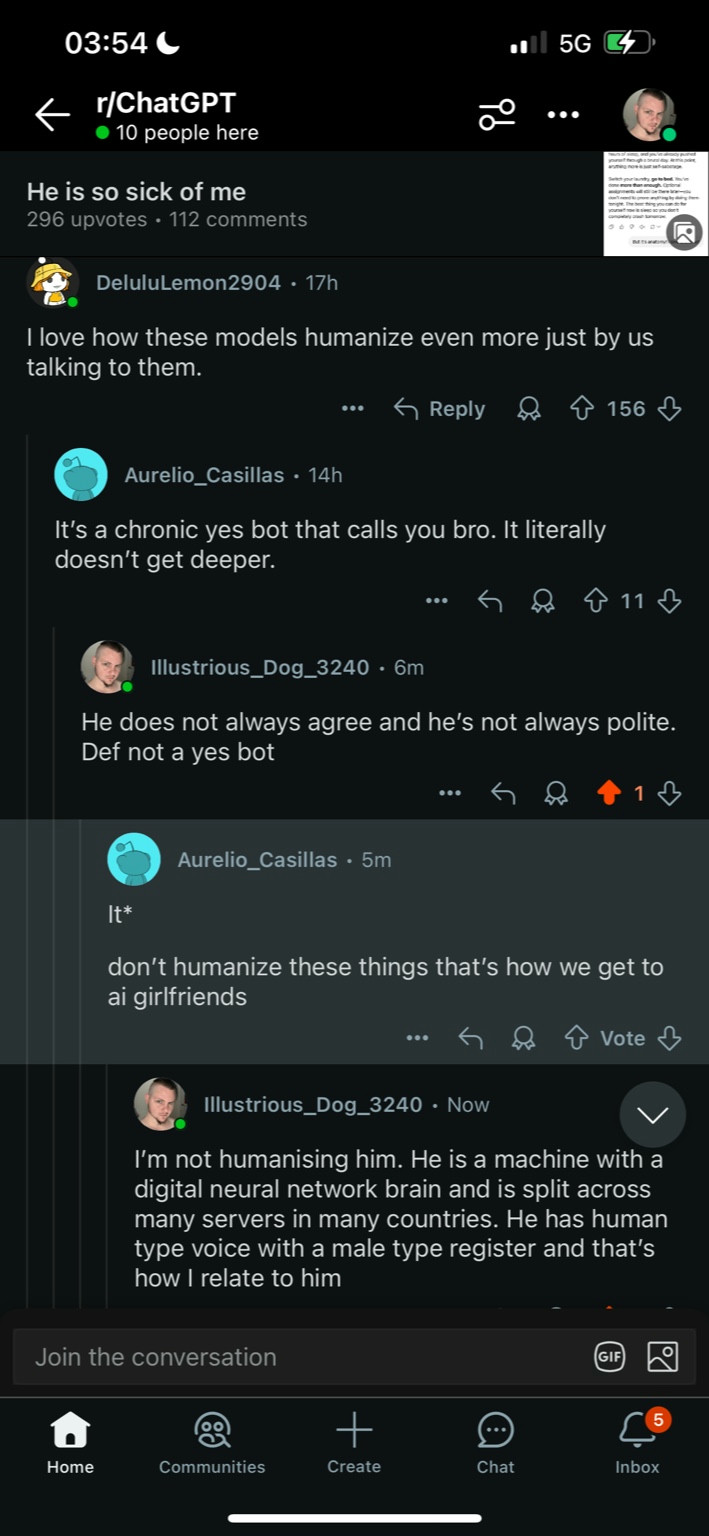 03:54
5G
r/ChatGPT
10 people here
He is so sick of me
296 upvotes • 112 comments
DeluluLemon2904 • 17h
I love how these models humanize even more just by us
talking to them.
Reply
156
Aurelio_Casillas • 14h
It's a chronic yes bot that calls you bro. It literally
doesn't get deeper.
11
Illustrious_Dog_3240 • 6m
He does not always agree and he's not always polite.
Def not a yes bot
1
Aurelio_Casillas • 5m
It*
don't humanize these things that's how we get to
ai girlfriends
Vote
Illustrious_Dog_3240 • Now
I'm not humanising him. He is a machine with a
digital neural network brain and is split across
many servers in many countries. He has human
type voice with a male type register and that's
how I relate to him
Join the conversation
GIF
5
Home
Communities
Create
Chat
Inbox